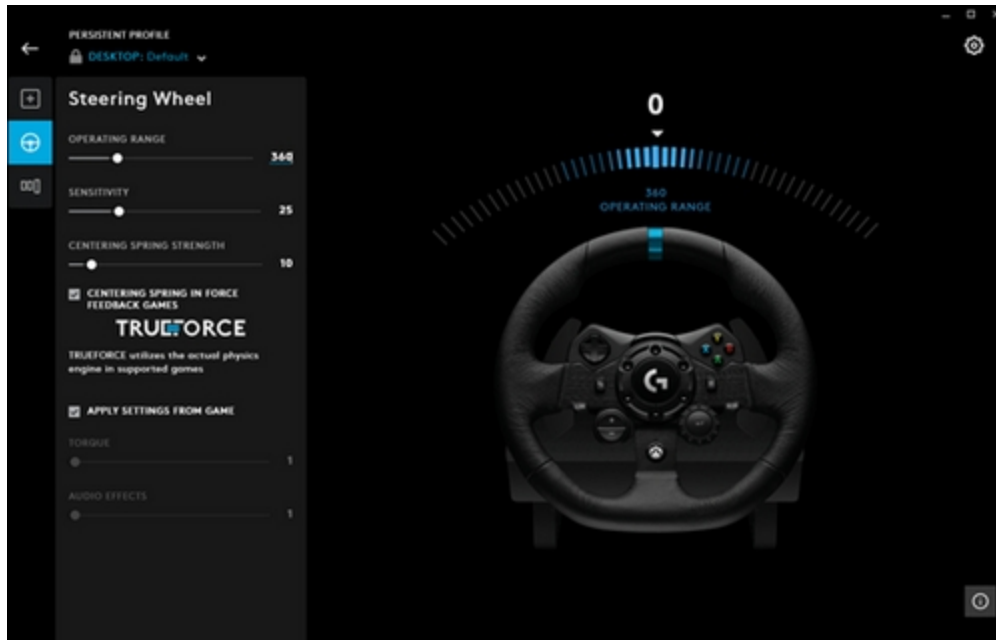 PERSISTENT PROFILE
DESKTOP: Default
Steering Wheel
OPERATING RANGE
360
SENSITIVITY
25
CENTERING SPRING STRENGTH
10
CENTERING SPRING IN FORCE
FEEDBACK GAMES
TRUEFORCE
TRUEFORCE utilizes the actual physics
engine in supported games
APPLY SETTINGS FROM GAME
TORQUE
1
AUDIO EFFECTS
1
0
360
OPERATING RANGE